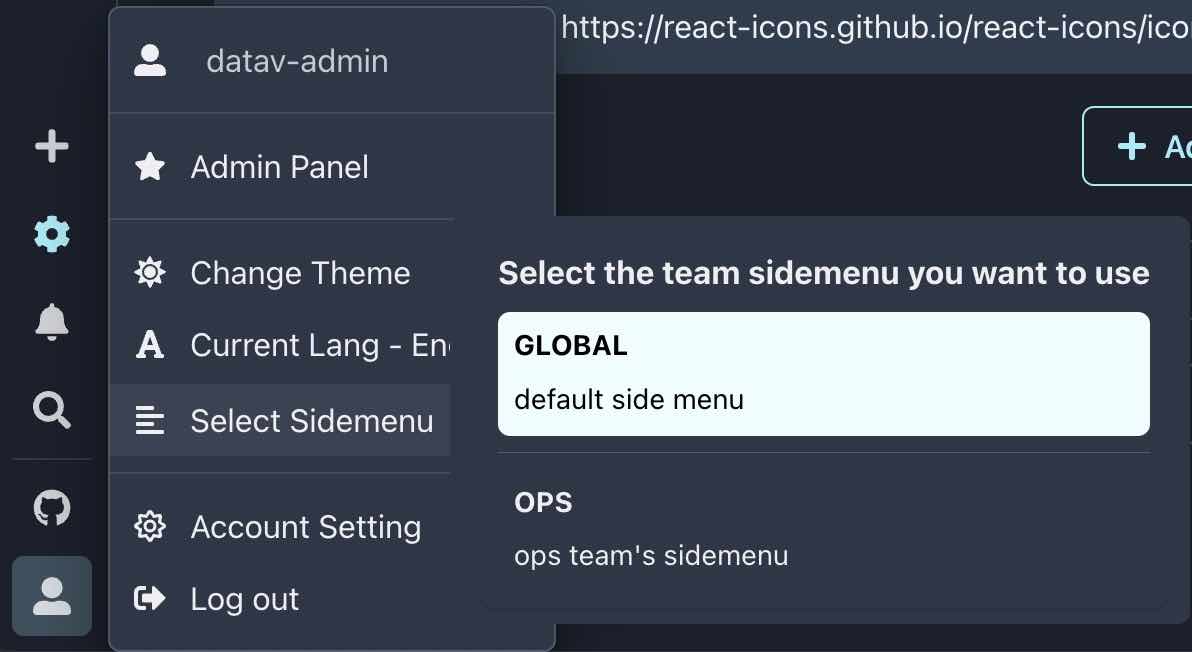 https://react-icons.github.io/react-icons/ico
datav-admin
Admin Panel
Change Theme
Current Lang - En
Select Sidemenu
Account Setting
Log out
Select the team sidemenu you want to use
GLOBAL
default side menu
OPS
ops team's sidemenu